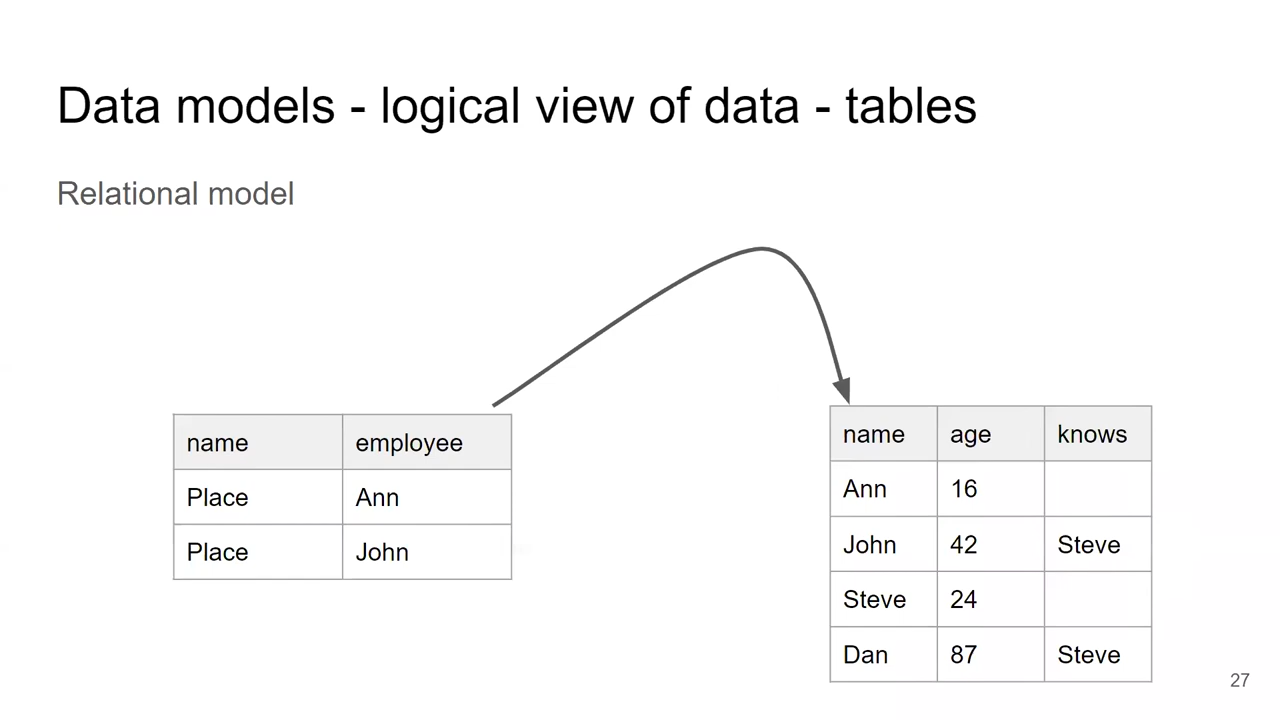 Data models - logical view of data - tables
Relational model
name employee
Place Ann
Place John
name age knows
Ann 16
John 42 Steve
Steve 24
Dan 87 Steve
27